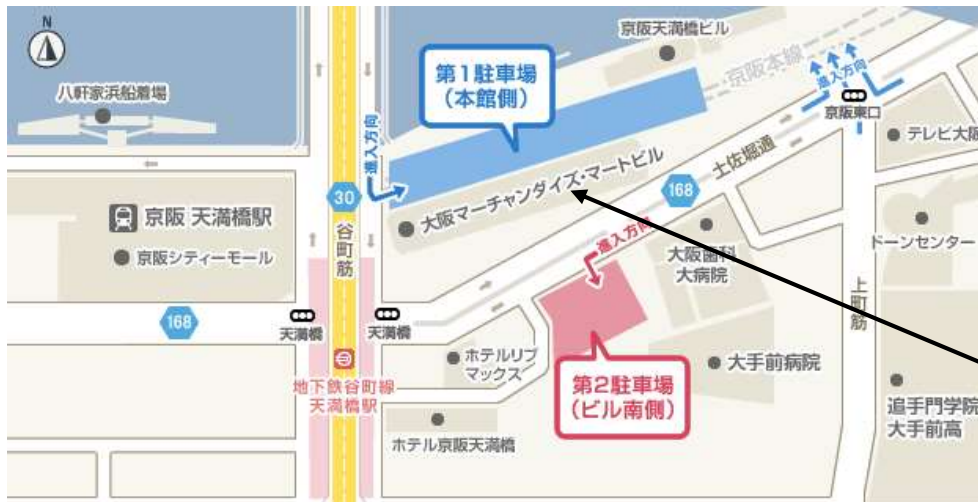 N
京阪天満橋ビル
京阪本線
第1駐車場
(本館側)
八軒家浜船着場
進入方向
京阪東口
テレビ大阪
進入方向
土佐堀通
30
大阪マーチャンダイズ・マートビル
168
京阪 天満橋駅
谷町筋
進入方向
大阪歯科
大病院
ドーンセンター
京阪シティーモール
上町筋
168
天満橋
天満橋
ホテルリブ
マックス
大手前病院
地下鉄谷町線
天満橋駅
第2駐車場
(ビル南側)
追手門学院
大手前高
ホテル京阪天満橋